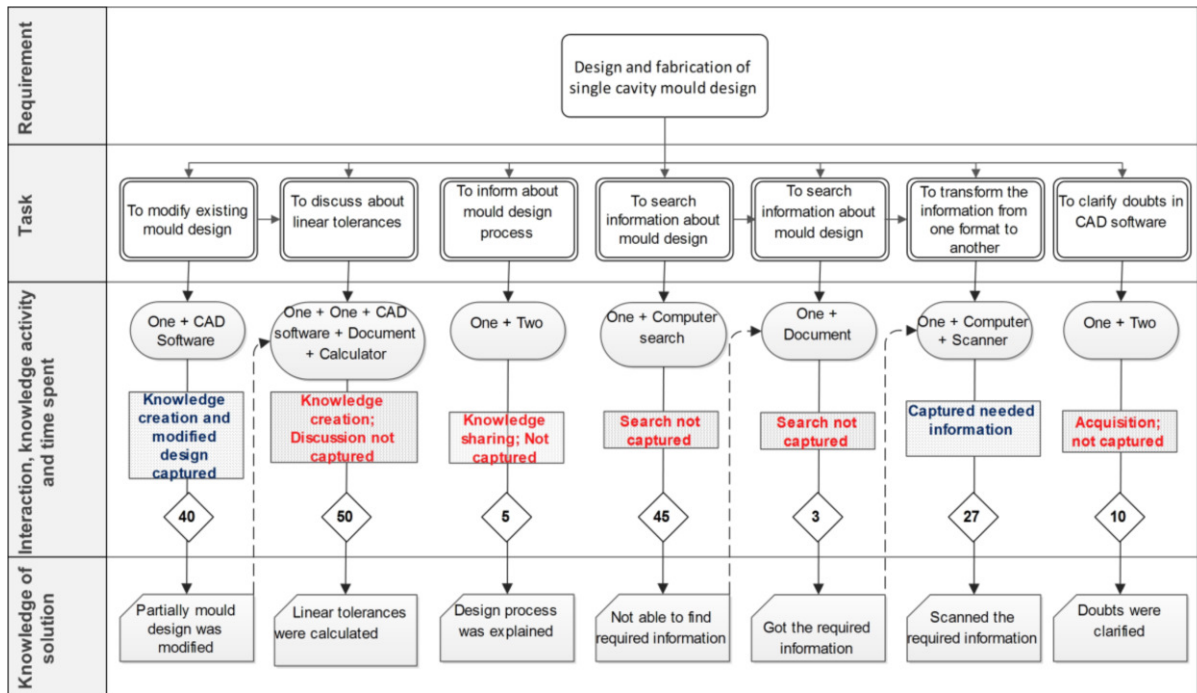 Requirement
Design and fabrication of
single cavity mould design
Task
To modify existing
mould design
To discuss about
linear tolerances
To inform about
mould design
process
To search
information about
mould design
To search
information about
mould design
To transform the
information from
one format to
another
To clarify doubts in
CAD software
Interaction, knowledge activity
and time spent
One + CAD
Software
One + One + CAD
software + Document
+ Calculator
One + Two
One + Computer
search
One +
Document
One + Computer
+ Scanner
One + Two
Knowledge
creation and
modified
design
captured
Knowledge
creation;
Discussion not
captured
Knowledge
sharing; Not
captured
Search not
captured
Search not
captured
Captured needed
information
Acquisition;
not captured
40
50
5
45
3
27
10
Knowledge of
solution
Partially mould
design was
modified
Linear tolerances
were calculated
Design process
was explained
Not able to find
required information
Got the required
information
Scanned the
required information
Doubts were
clarified